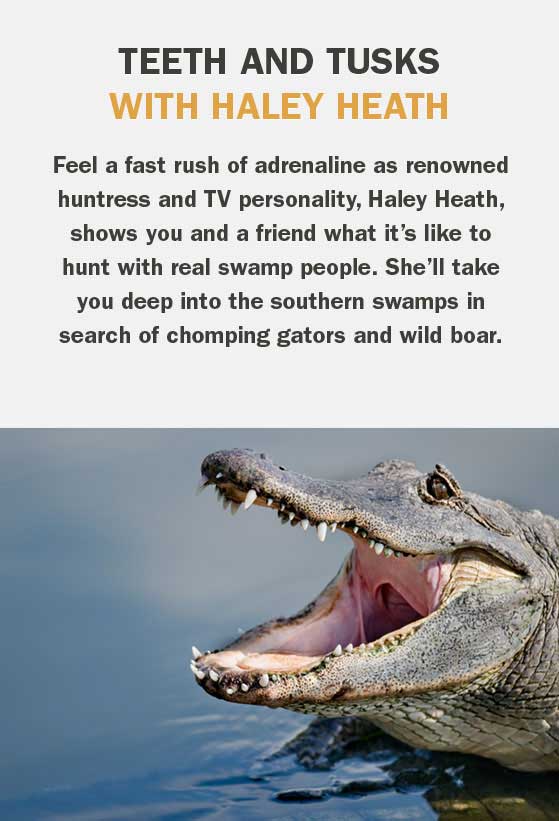 TEETH AND TUSKS
WITH HALEY HEATH
Feel a fast rush of adrenaline as renowned
huntress and TV personality, Haley Heath,
shows you and a friend what it’s like to
hunt with real swamp people. She’ll take
you deep into the southern swamps in
search of chomping gators and wild boar.